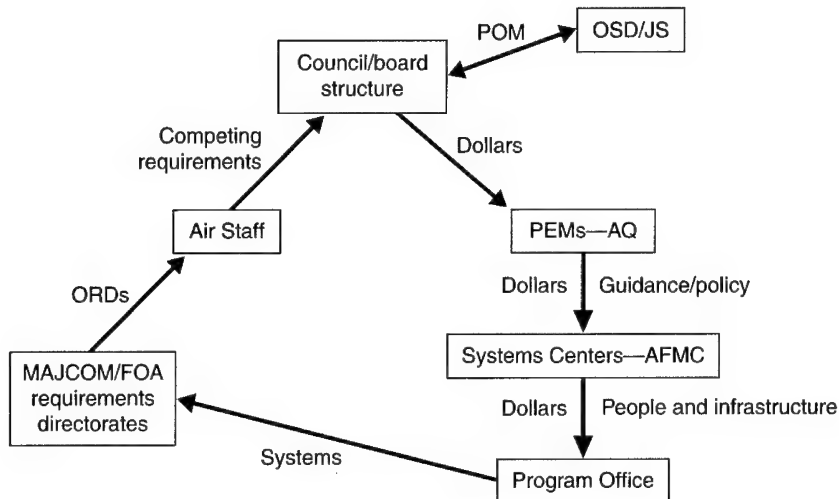 POM
OSD/JS
Council/board
structure
Competing
requirements
Dollars
Air Staff
PEMs—AQ
ORDs
Dollars Guidance/policy
Systems Centers—AFMC
MAJCOM/FOA
requirements
directorates
Dollars People and infrastructure
Systems
Program Office